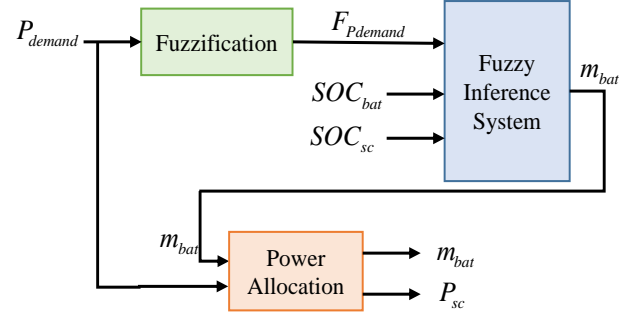 P_demand
Fuzzification
F_Pdemand
SOC_bat
SOC_sc
Fuzzy
Inference
System
m_bat
m_bat
Power
Allocation
m_bat
P_sc